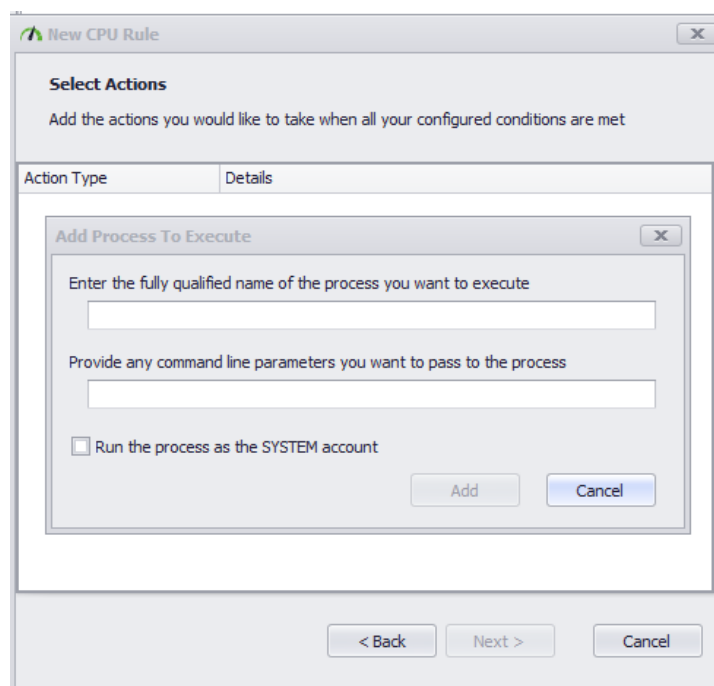 New CPU Rule
Select Actions
Add the actions you would like to take when all your configured conditions are met
Action Type Details
Add Process To Execute
Enter the fully qualified name of the process you want to execute
Provide any command line parameters you want to pass to the process
Run the process as the SYSTEM account
Add Cancel
< Back Next > Cancel